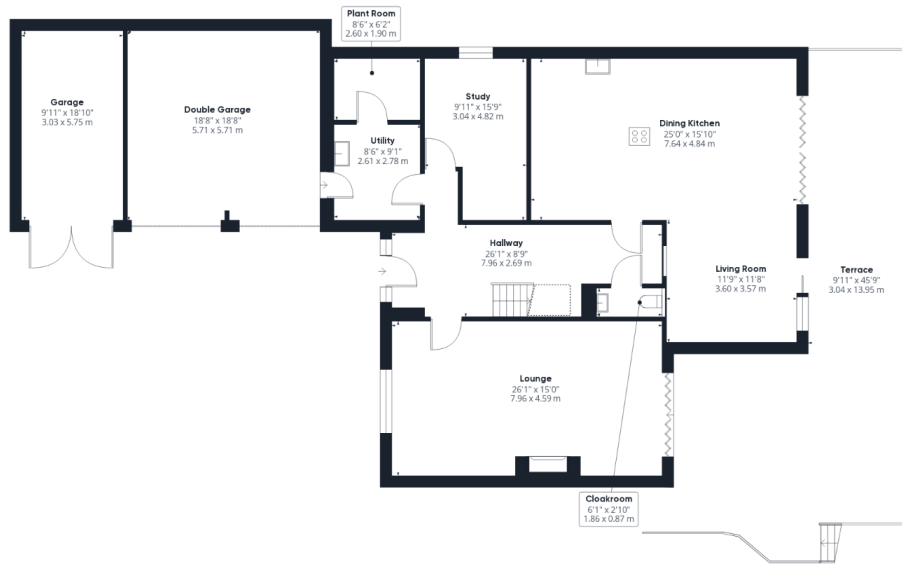 Plant Room
8'6" x 6'2"
2.60 x 1.90 m
Garage
9'11" x 18'10"
3.03 x 5.75 m
Double Garage
18'8" x 18'8"
5.71 x 5.71 m
Study
9'11" x 15'9"
3.04 x 4.82 m
Utility
8'6" x 9'1"
2.61 x 2.78 m
Dining Kitchen
25'0" x 15'10"
7.64 x 4.84 m
Hallway
26'1" x 8'9"
7.96 x 2.69 m
Living Room
11'9" x 11'8"
3.60 x 3.57 m
Terrace
9'11" x 45'9"
3.04 x 13.95 m
Lounge
26'1" x 15'0"
7.96 x 4.59 m
Cloakroom
6'1" x 2'10"
1.86 x 0.87 m